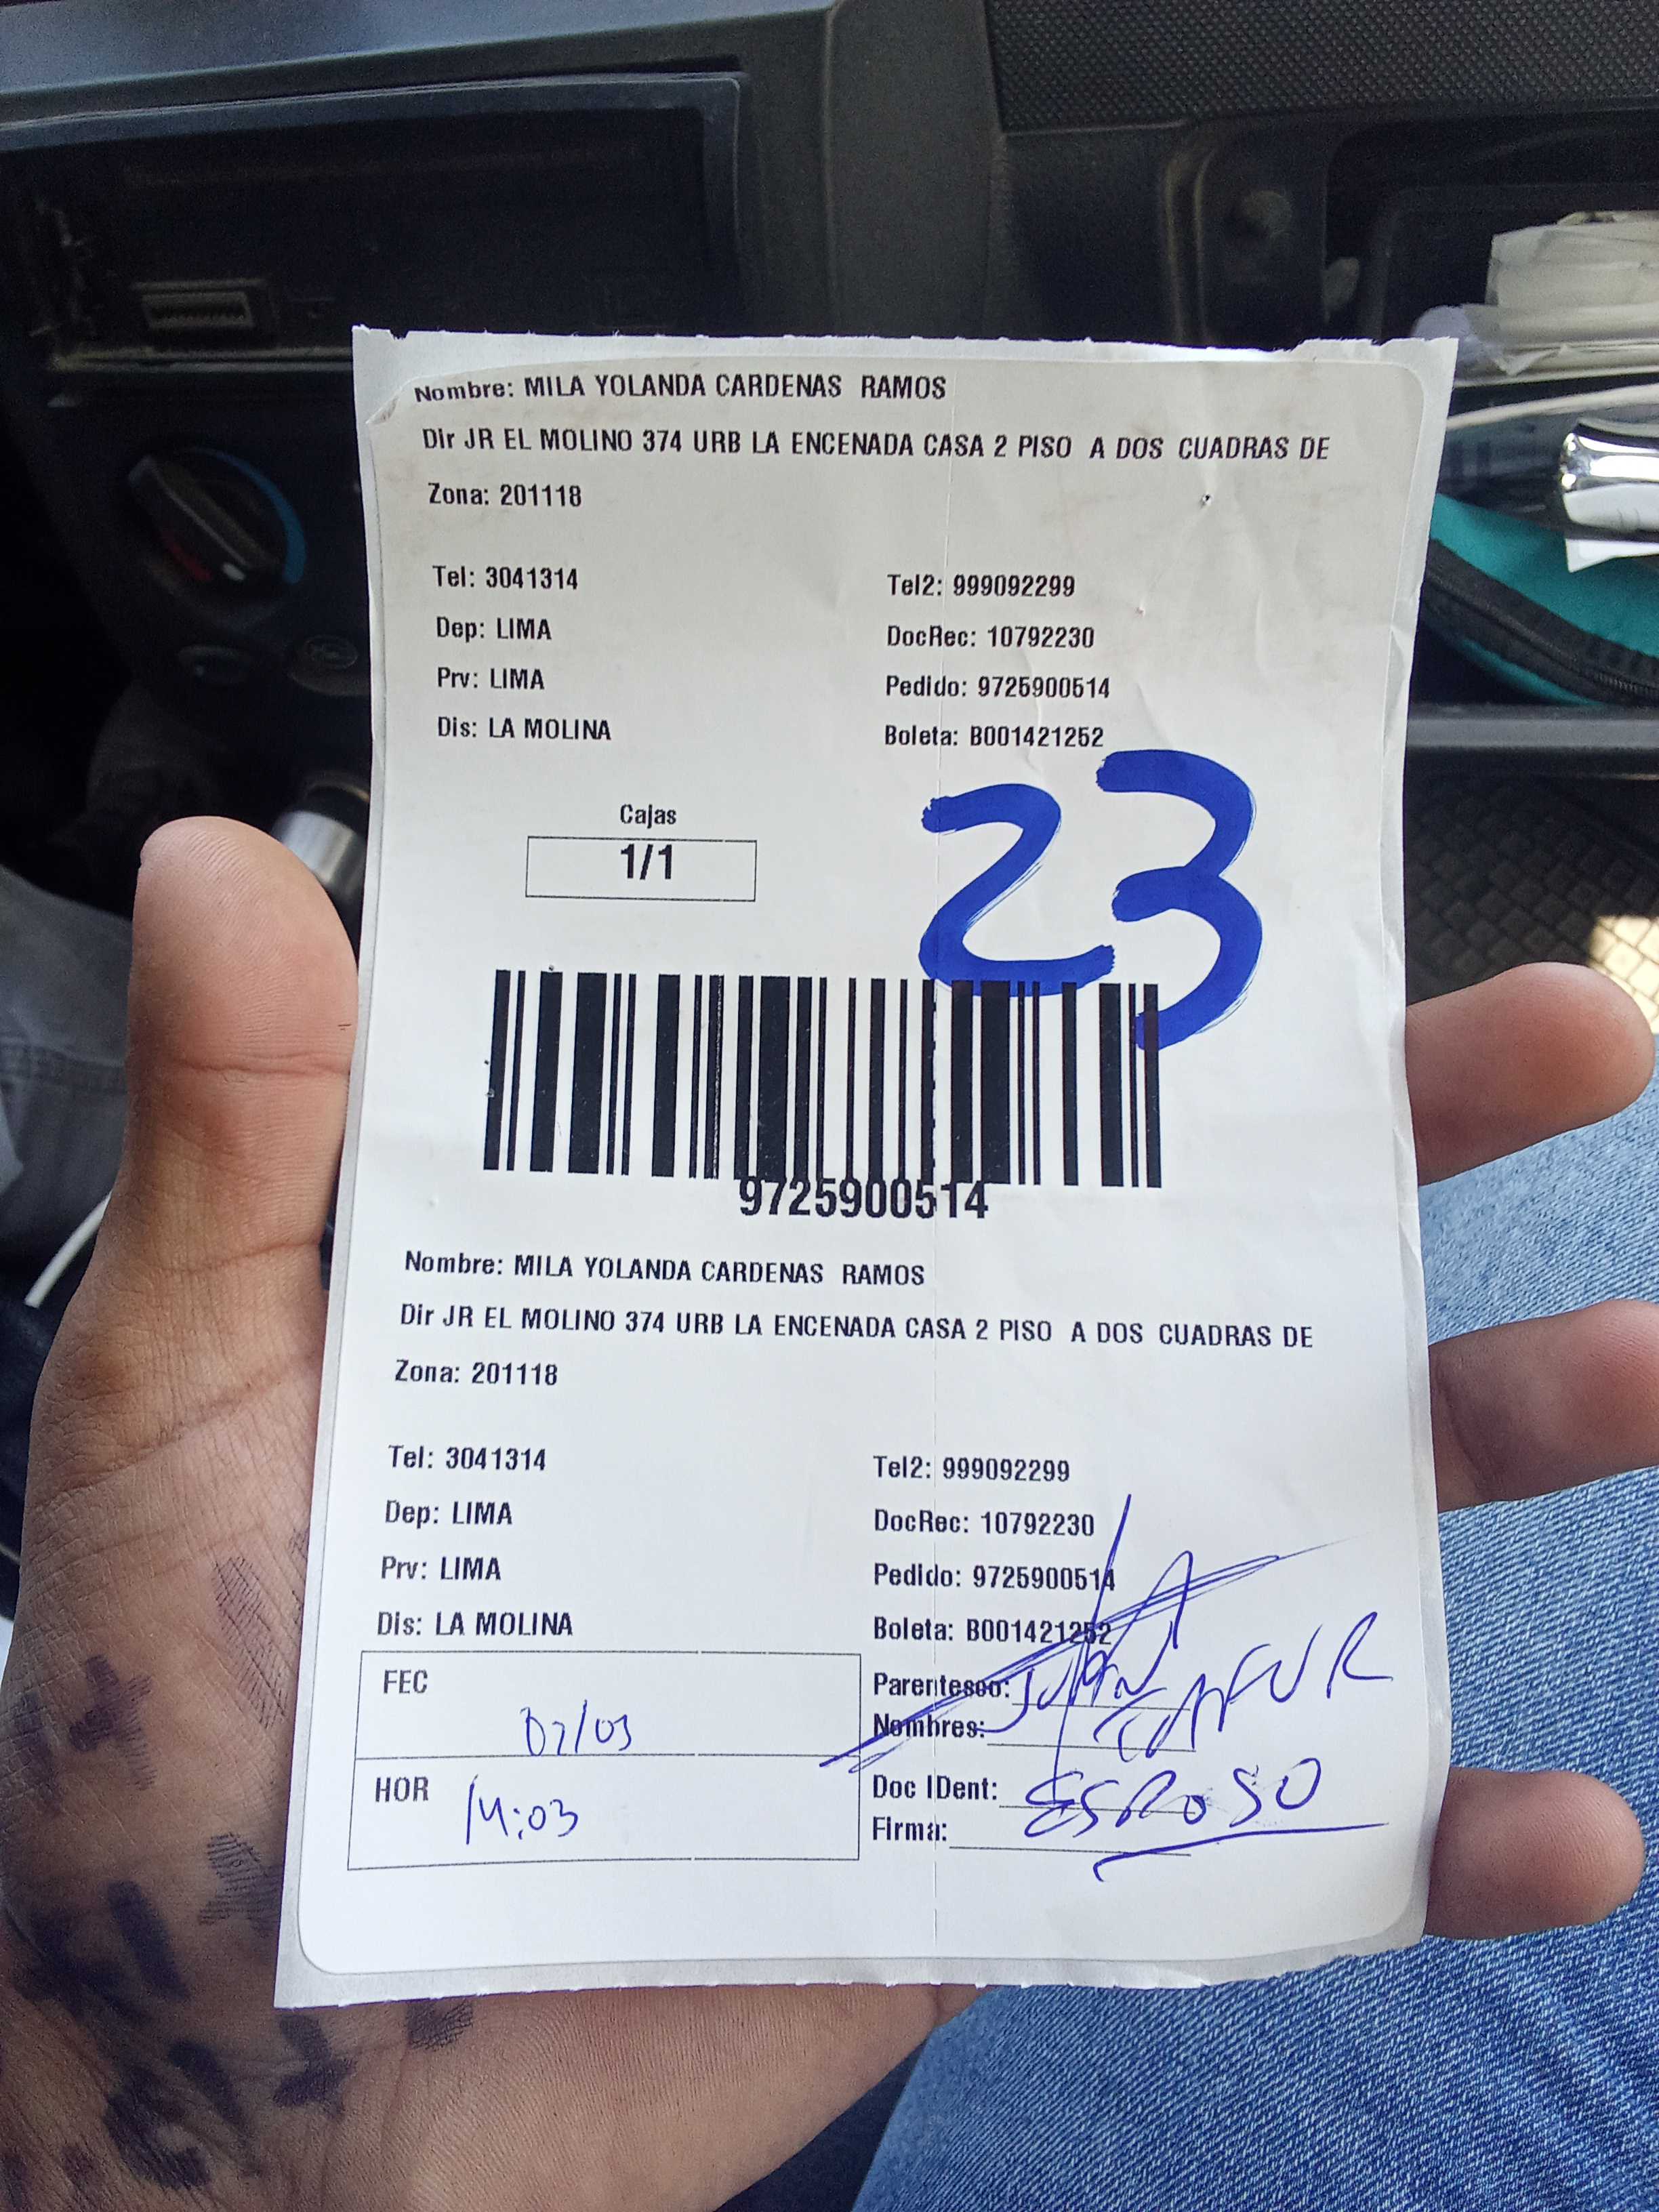 Nombre: MILA YOLANDA CARDENAS RAMOS
Dir JR EL MOLINO 374 URB LA ENCENADA CASA 2 PISO A DOS CUADRAS DE
Zona: 201118
Tel: 3041314 Tel2: 999092299
Dep: LIMA DocRec: 10792230
Prv: LIMA Pedido: 9725900514
Dis: LA MOLINA Boleta: B001421252
Cajas
1/1
23
9725900514
Nombre: MILA YOLANDA CARDENAS RAMOS
Dir JR EL MOLINO 374 URB LA ENCENADA CASA 2 PISO A DOS CUADRAS DE
Zona: 201118
Tel: 3041314 Tel2: 999092299
Dep: LIMA DocRec: 10792230
Prv: LIMA Pedido: 9725900514
Dis: LA MOLINA Boleta: B001421252
FEC 07/03
Parentesco: JUAN
Nombres:
HOR 14:03
Doc IDent: ESPOSO
Firma: